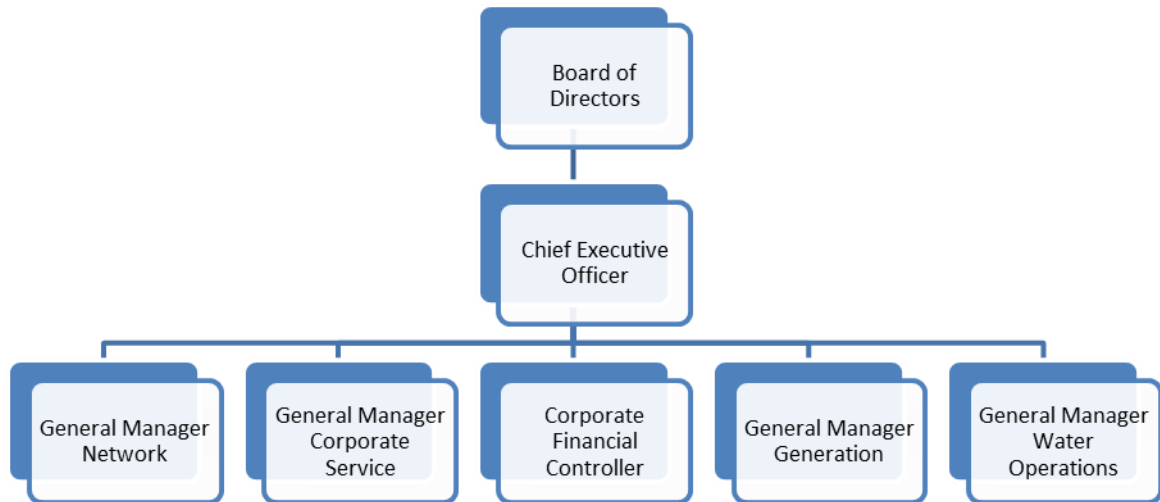 Board of
Directors
Chief Executive
Officer
General Manager
Network
General Manager
Corporate
Service
Corporate
Financial
Controller
General Manager
Generation
General Manager
Water
Operations